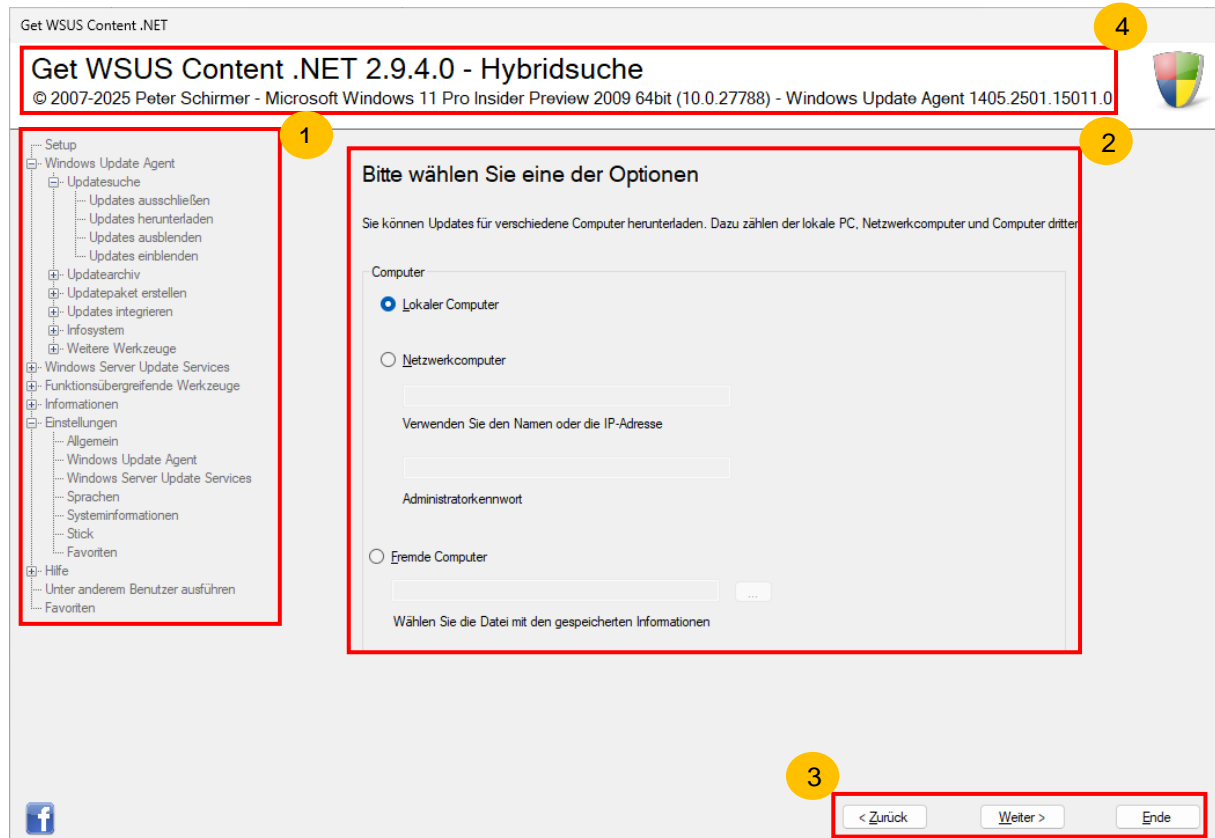 Get WSUS Content .NET
4
Get WSUS Content .NET 2.9.4.0 - Hybridsuche
© 2007-2025 Peter Schirmer - Microsoft Windows 11 Pro Insider Preview 2009 64bit (10.0.27788) - Windows Update Agent 1405.2501.15011.0
1
Setup
Windows Update Agent
Updatesuche
Updates ausschließen
Updates herunterladen
Updates ausblenden
Updates einblenden
Updatearchiv
Updatepaket erstellen
Updates integrieren
Infosystem
Weitere Werkzeuge
Windows Server Update Services
Funktionsübergreifende Werkzeuge
Informationen
Einstellungen
Allgemein
Windows Update Agent
Windows Server Update Services
Sprachen
Systeminformationen
Stick
Favoriten
Hilfe
Unter anderem Benutzer ausführen
Favoriten
2
Bitte wählen Sie eine der Optionen
Sie können Updates für verschiedene Computer herunterladen. Dazu zählen der lokale PC, Netzwerkcomputer und Computer dritter
Computer
Lokaler Computer
Netzwerkcomputer
Verwenden Sie den Namen oder die IP-Adresse
Administratorkennwort
Fremde Computer
...
Wählen Sie die Datei mit den gespeicherten Informationen
3
f
< Zurück
Weiter >
Ende